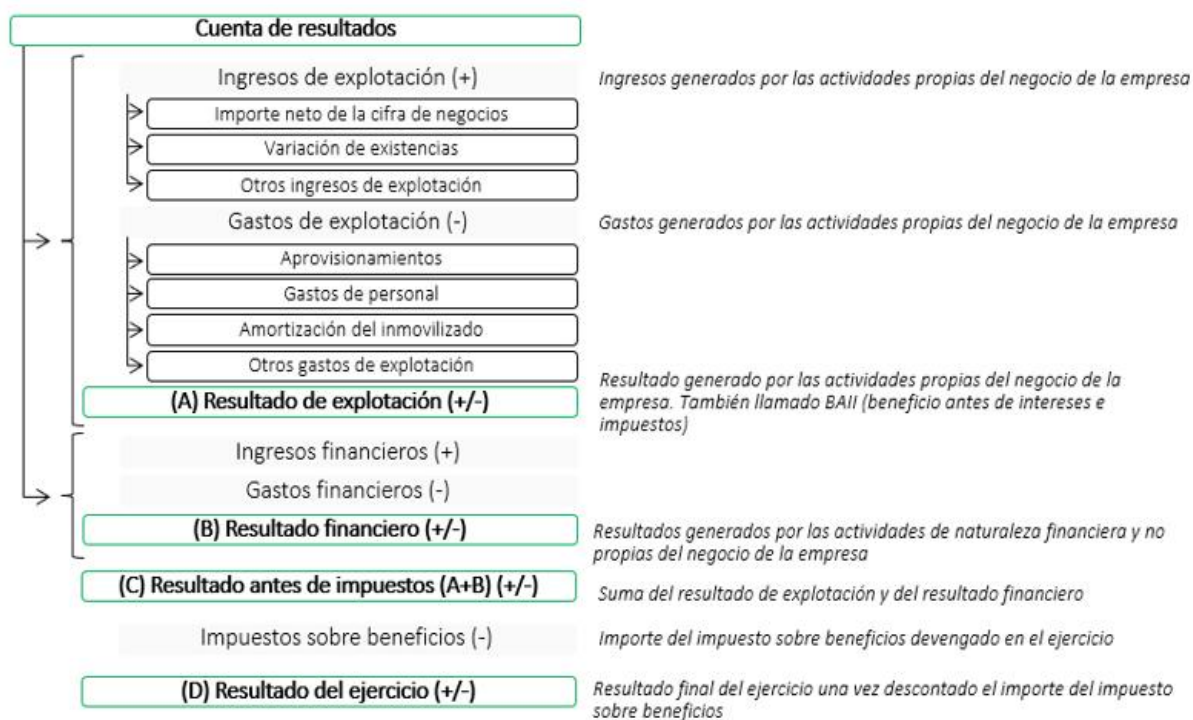 Cuenta de resultados
Ingresos de explotación (+)
Ingresos generados por las actividades propias del negocio de la empresa
Importe neto de la cifra de negocios
Variación de existencias
Otros ingresos de explotación
Gastos de explotación (-)
Gastos generados por las actividades propias del negocio de la empresa
Aprovisionamientos
Gastos de personal
Amortización del inmovilizado
Otros gastos de explotación
(A) Resultado de explotación (+/-)
Resultado generado por las actividades propias del negocio de la
empresa. También llamado BAII (beneficio antes de intereses e
impuestos)
Ingresos financieros (+)
Gastos financieros (-)
(B) Resultado financiero (+/-)
Resultados generados por las actividades de naturaleza financiera y no
propias del negocio de la empresa
(C) Resultado antes de impuestos (A+B) (+/-)
Suma del resultado de explotación y del resultado financiero
Impuestos sobre beneficios (-)
Importe del impuesto sobre beneficios devengado en el ejercicio
(D) Resultado del ejercicio (+/-)
Resultado final del ejercicio una vez descontado el importe del impuesto
sobre beneficios